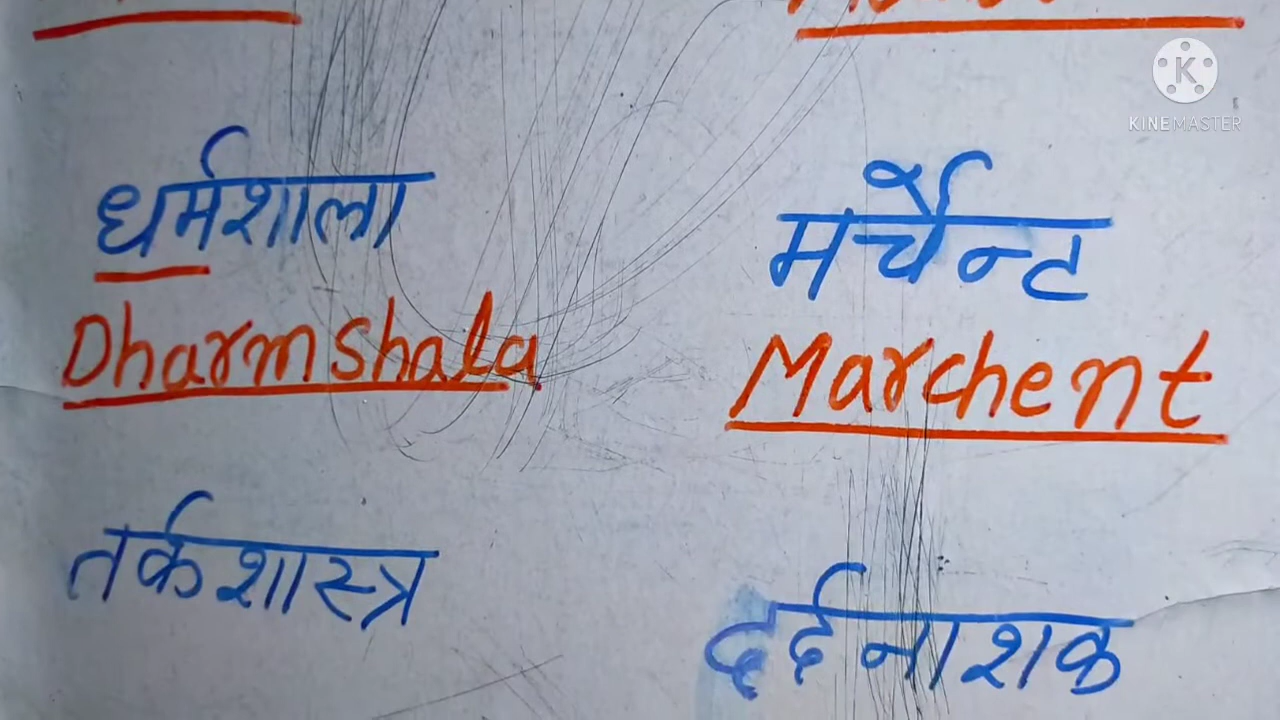 KINEMASTER
धर्मशाला
Dharmshala
मर्चेन्ट
Marchent
तर्कशास्त्र
दर्दनाशक